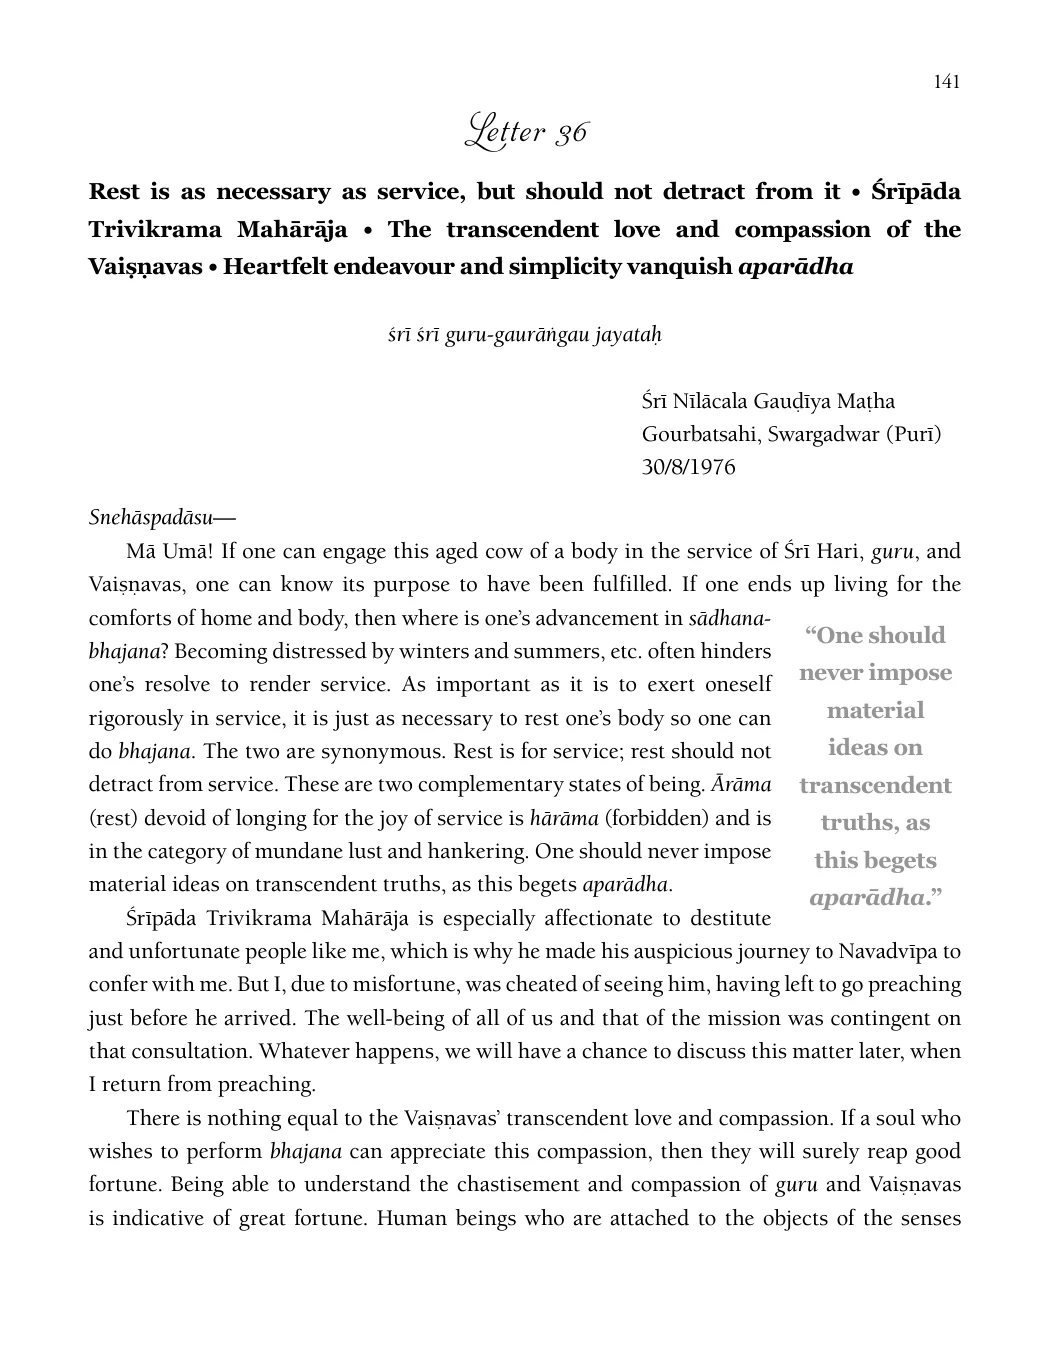 141
Letter 36
Rest is as necessary as service, but should not detract from it • Śrīpāda
Trivikrama Mahārāja • The transcendent love and compassion of the
Vaiṣṇavas • Heartfelt endeavour and simplicity vanquish aparādha
śrī śrī guru-gaurāṅgau jayataḥ
Śrī Nīlācala Gauḍīya Maṭha
Gourbatsahi, Swargadwar (Purī)
30/8/1976
Snehāspadāsu—
Mā Umā! If one can engage this aged cow of a body in the service of Śrī Hari, guru, and
Vaiṣṇavas, one can know its purpose to have been fulfilled. If one ends up living for the
comforts of home and body, then where is one’s advancement in sādhana-
bhajana? Becoming distressed by winters and summers, etc. often hinders
one’s resolve to render service. As important as it is to exert oneself
rigorously in service, it is just as necessary to rest one’s body so one can
do bhajana. The two are synonymous. Rest is for service; rest should not
detract from service. These are two complementary states of being. Ārāma
(rest) devoid of longing for the joy of service is hārāma (forbidden) and is
in the category of mundane lust and hankering. One should never impose
material ideas on transcendent truths, as this begets aparādha.
“One should
never impose
material
ideas on
transcendent
truths, as
this begets
aparādha.”
Śrīpāda Trivikrama Mahārāja is especially affectionate to destitute
and unfortunate people like me, which is why he made his auspicious journey to Navadvīpa to
confer with me. But I, due to misfortune, was cheated of seeing him, having left to go preaching
just before he arrived. The well-being of all of us and that of the mission was contingent on
that consultation. Whatever happens, we will have a chance to discuss this matter later, when
I return from preaching.
There is nothing equal to the Vaiṣṇavas’ transcendent love and compassion. If a soul who
wishes to perform bhajana can appreciate this compassion, then they will surely reap good
fortune. Being able to understand the chastisement and compassion of guru and Vaiṣṇavas
is indicative of great fortune. Human beings who are attached to the objects of the senses